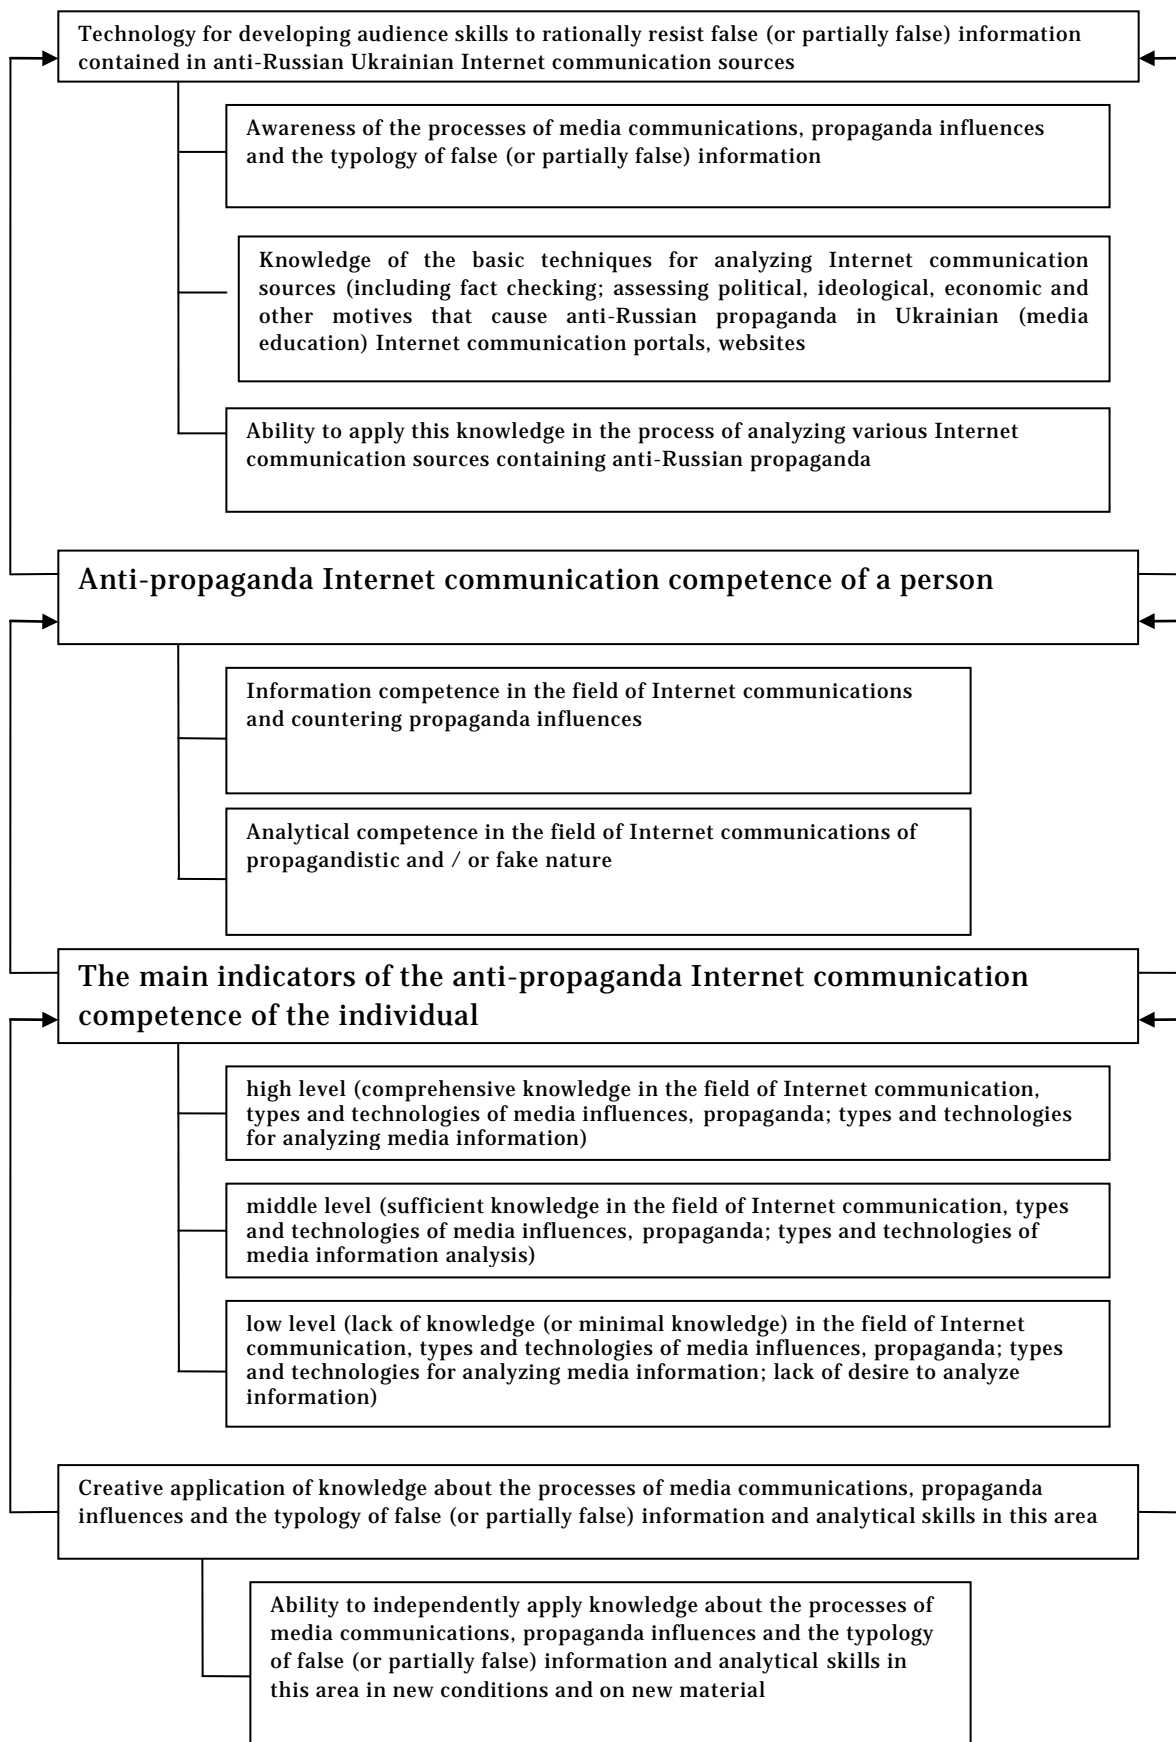 Technology for developing audience skills to rationally resist false (or partially false) information
contained in anti-Russian Ukrainian Internet communication sources
Awareness of the processes of media communications, propaganda influences
and the typology of false (or partially false) information
Knowledge of the basic techniques for analyzing Internet communication
sources (including fact checking; assessing political, ideological, economic and
other motives that cause anti-Russian propaganda in Ukrainian (media
education) Internet communication portals, websites
Ability to apply this knowledge in the process of analyzing various Internet
communication sources containing anti-Russian propaganda
Anti-propaganda Internet communication competence of a person
Information competence in the field of Internet communications
and countering propaganda influences
Analytical competence in the field of Internet communications of
propagandistic and / or fake nature
The main indicators of the anti-propaganda Internet communication
competence of the individual
high level (comprehensive knowledge in the field of Internet communication,
types and technologies of media influences, propaganda; types and technologies
for analyzing media information)
middle level (sufficient knowledge in the field of Internet communication, types
and technologies of media influences, propaganda; types and technologies of
media information analysis)
low level (lack of knowledge (or minimal knowledge) in the field of Internet
communication, types and technologies of media influences, propaganda; types
and technologies for analyzing media information; lack of desire to analyze
information)
Creative application of knowledge about the processes of media communications, propaganda
influences and the typology of false (or partially false) information and analytical skills in this area
Ability to independently apply knowledge about the processes of
media communications, propaganda influences and the typology
of false (or partially false) information and analytical skills in
this area in new conditions and on new material